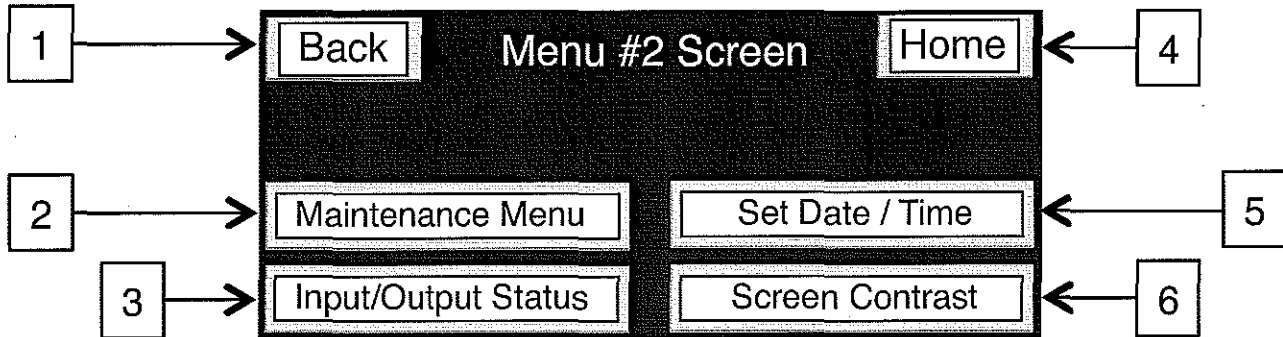 1
Back
Menu #2 Screen
Home
4
2
Maintenance Menu
Set Date / Time
5
3
Input/Output Status
Screen Contrast
6